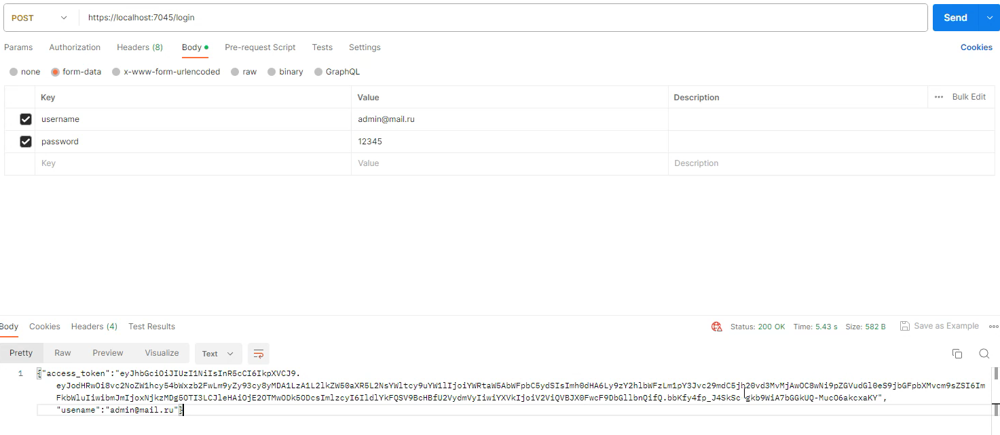 POST https://localhost:7045/login Send
Params Authorization Headers (8) Body Pre-request Script Tests Settings Cookies
none form-data x-www-form-urlencoded raw binary GraphQL
Key Value Description ••• Bulk Edit
username admin@mail.ru
password 12345
Key Value Description
Body Cookies Headers (4) Test Results Status: 200 OK Time: 5.43 s Size: 582 B Save as Example
Pretty Raw Preview Visualize Text
1 {"access_token":"eyJhbGciOiJIUzI1NiIsInR5cCI6IkpXVCJ9.
eyJodHRwOi8vc2NoZW1hcy54bWxzb2FwLm9yZy93cy8yMDA1LzA1L2lkZW50aXR5L2NsYWltcy9uYW1lIjoiYWRtaW5AbWFpbC5ydSIsImh0dHA6Ly9zY2hlbWFzLm1pY3Jvc29mdC5jb20vd3MvMjAwOC8wNi9pZGVudGl0eS9jbGFpbXMvcm9sZSI6Im
FkbWluIiwibmJmIjoxNjkzMDg5OTI3LCJleHAiOjE2OTMwODk5ODcsImlzcyI6IldlYkFQSV9BcHBfU2VydmVyIiwiYXVkIjoiV2ViQVBJX0FwcF9DbGllbnQifQ.bbKfy4fp_J4SkSc gkb9WiA7bGGkUQ-MucO6akcxaKY",
"usename":"admin@mail.ru"}